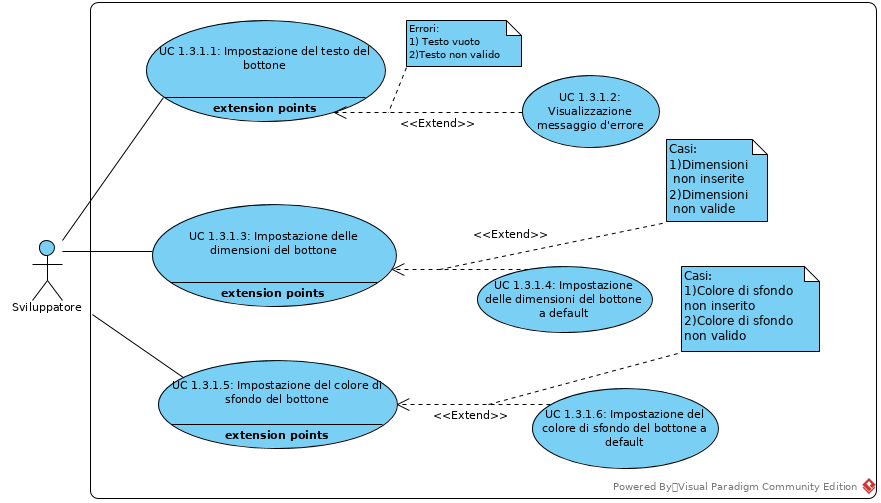 UC 1.3.1.1: Impostazione del testo del
bottone
extension points
Errori:
1) Testo vuoto
2)Testo non valido
<<Extend>>
UC 1.3.1.2:
Visualizzazione
messaggio d'errore
Casi:
1)Dimensioni
non inserite
2)Dimensioni
non valide
UC 1.3.1.3: Impostazione delle
dimensioni del bottone
extension points
<<Extend>>
UC 1.3.1.4: Impostazione
delle dimensioni del bottone
a default
Casi:
1)Colore di sfondo
non inserito
2)Colore di sfondo
non valido
Sviluppatore
UC 1.3.1.5: Impostazione del colore di
sfondo del bottone
extension points
<<Extend>>
UC 1.3.1.6: Impostazione del
colore di sfondo del bottone a
default
Powered By Visual Paradigm Community Edition